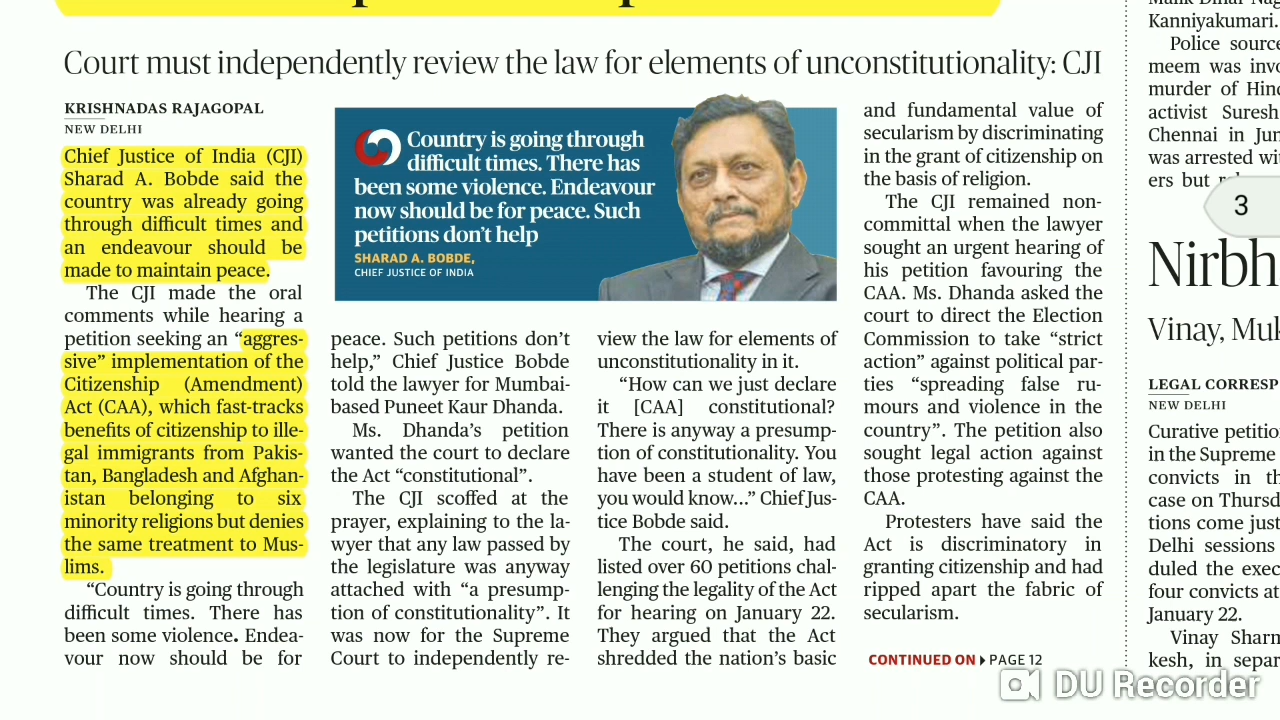 Court must independently review the law for elements of unconstitutionality: CJI
KRISHNADAS RAJAGOPAL
NEW DELHI
Chief Justice of India (CJI)
Sharad A. Bobde said the
country was already going
through difficult times and
an endeavour should be
made to maintain peace.
The CJI made the oral
comments while hearing a
petition seeking an “aggres-
sive” implementation of the
Citizenship (Amendment)
Act (CAA), which fast-tracks
benefits of citizenship to ille-
gal immigrants from Pakis-
tan, Bangladesh and Afghan-
istan belonging to six
minority religions but denies
the same treatment to Mus-
lims.
“Country is going through
difficult times. There has
been some violence. Endea-
vour now should be for
Country is going through
difficult times. There has
been some violence. Endeavour
now should be for peace. Such
petitions don’t help
SHARAD A. BOBDE,
CHIEF JUSTICE OF INDIA
peace. Such petitions don’t
help,” Chief Justice Bobde
told the lawyer for Mumbai-
based Puneet Kaur Dhanda.
Ms. Dhanda’s petition
wanted the court to declare
the Act “constitutional”.
The CJI scoffed at the
prayer, explaining to the la-
wyer that any law passed by
the legislature was anyway
attached with “a presump-
tion of constitutionality”. It
was now for the Supreme
Court to independently re-
view the law for elements of
unconstitutionality in it.
“How can we just declare
it [CAA] constitutional?
There is anyway a presump-
tion of constitutionality. You
have been a student of law,
you would know...” Chief Jus-
tice Bobde said.
The court, he said, had
listed over 60 petitions chal-
lenging the legality of the Act
for hearing on January 22.
They argued that the Act
shredded the nation’s basic
and fundamental value of
secularism by discriminating
in the grant of citizenship on
the basis of religion.
The CJI remained non-
committal when the lawyer
sought an urgent hearing of
his petition favouring the
CAA. Ms. Dhanda asked the
court to direct the Election
Commission to take “strict
action” against political par-
ties “spreading false ru-
mours and violence in the
country”. The petition also
sought legal action against
those protesting against the
CAA.
Protesters have said the
Act is discriminatory in
granting citizenship and had
ripped apart the fabric of
secularism.
CONTINUED ON PAGE 12
Kanniyakumari.
Police source
meem was invo
murder of Hind
activist Suresh
Chennai in Jun
was arrested wi
ers but
3
Nirbh
Vinay, Muk
LEGAL CORRESP
NEW DELHI
Curative petitio
in the Supreme
convicts in th
case on Thursd
tions come just
Delhi sessions
duled the exec
four convicts at
January 22.
Vinay Sharm
kesh, in separ
DU Recorder